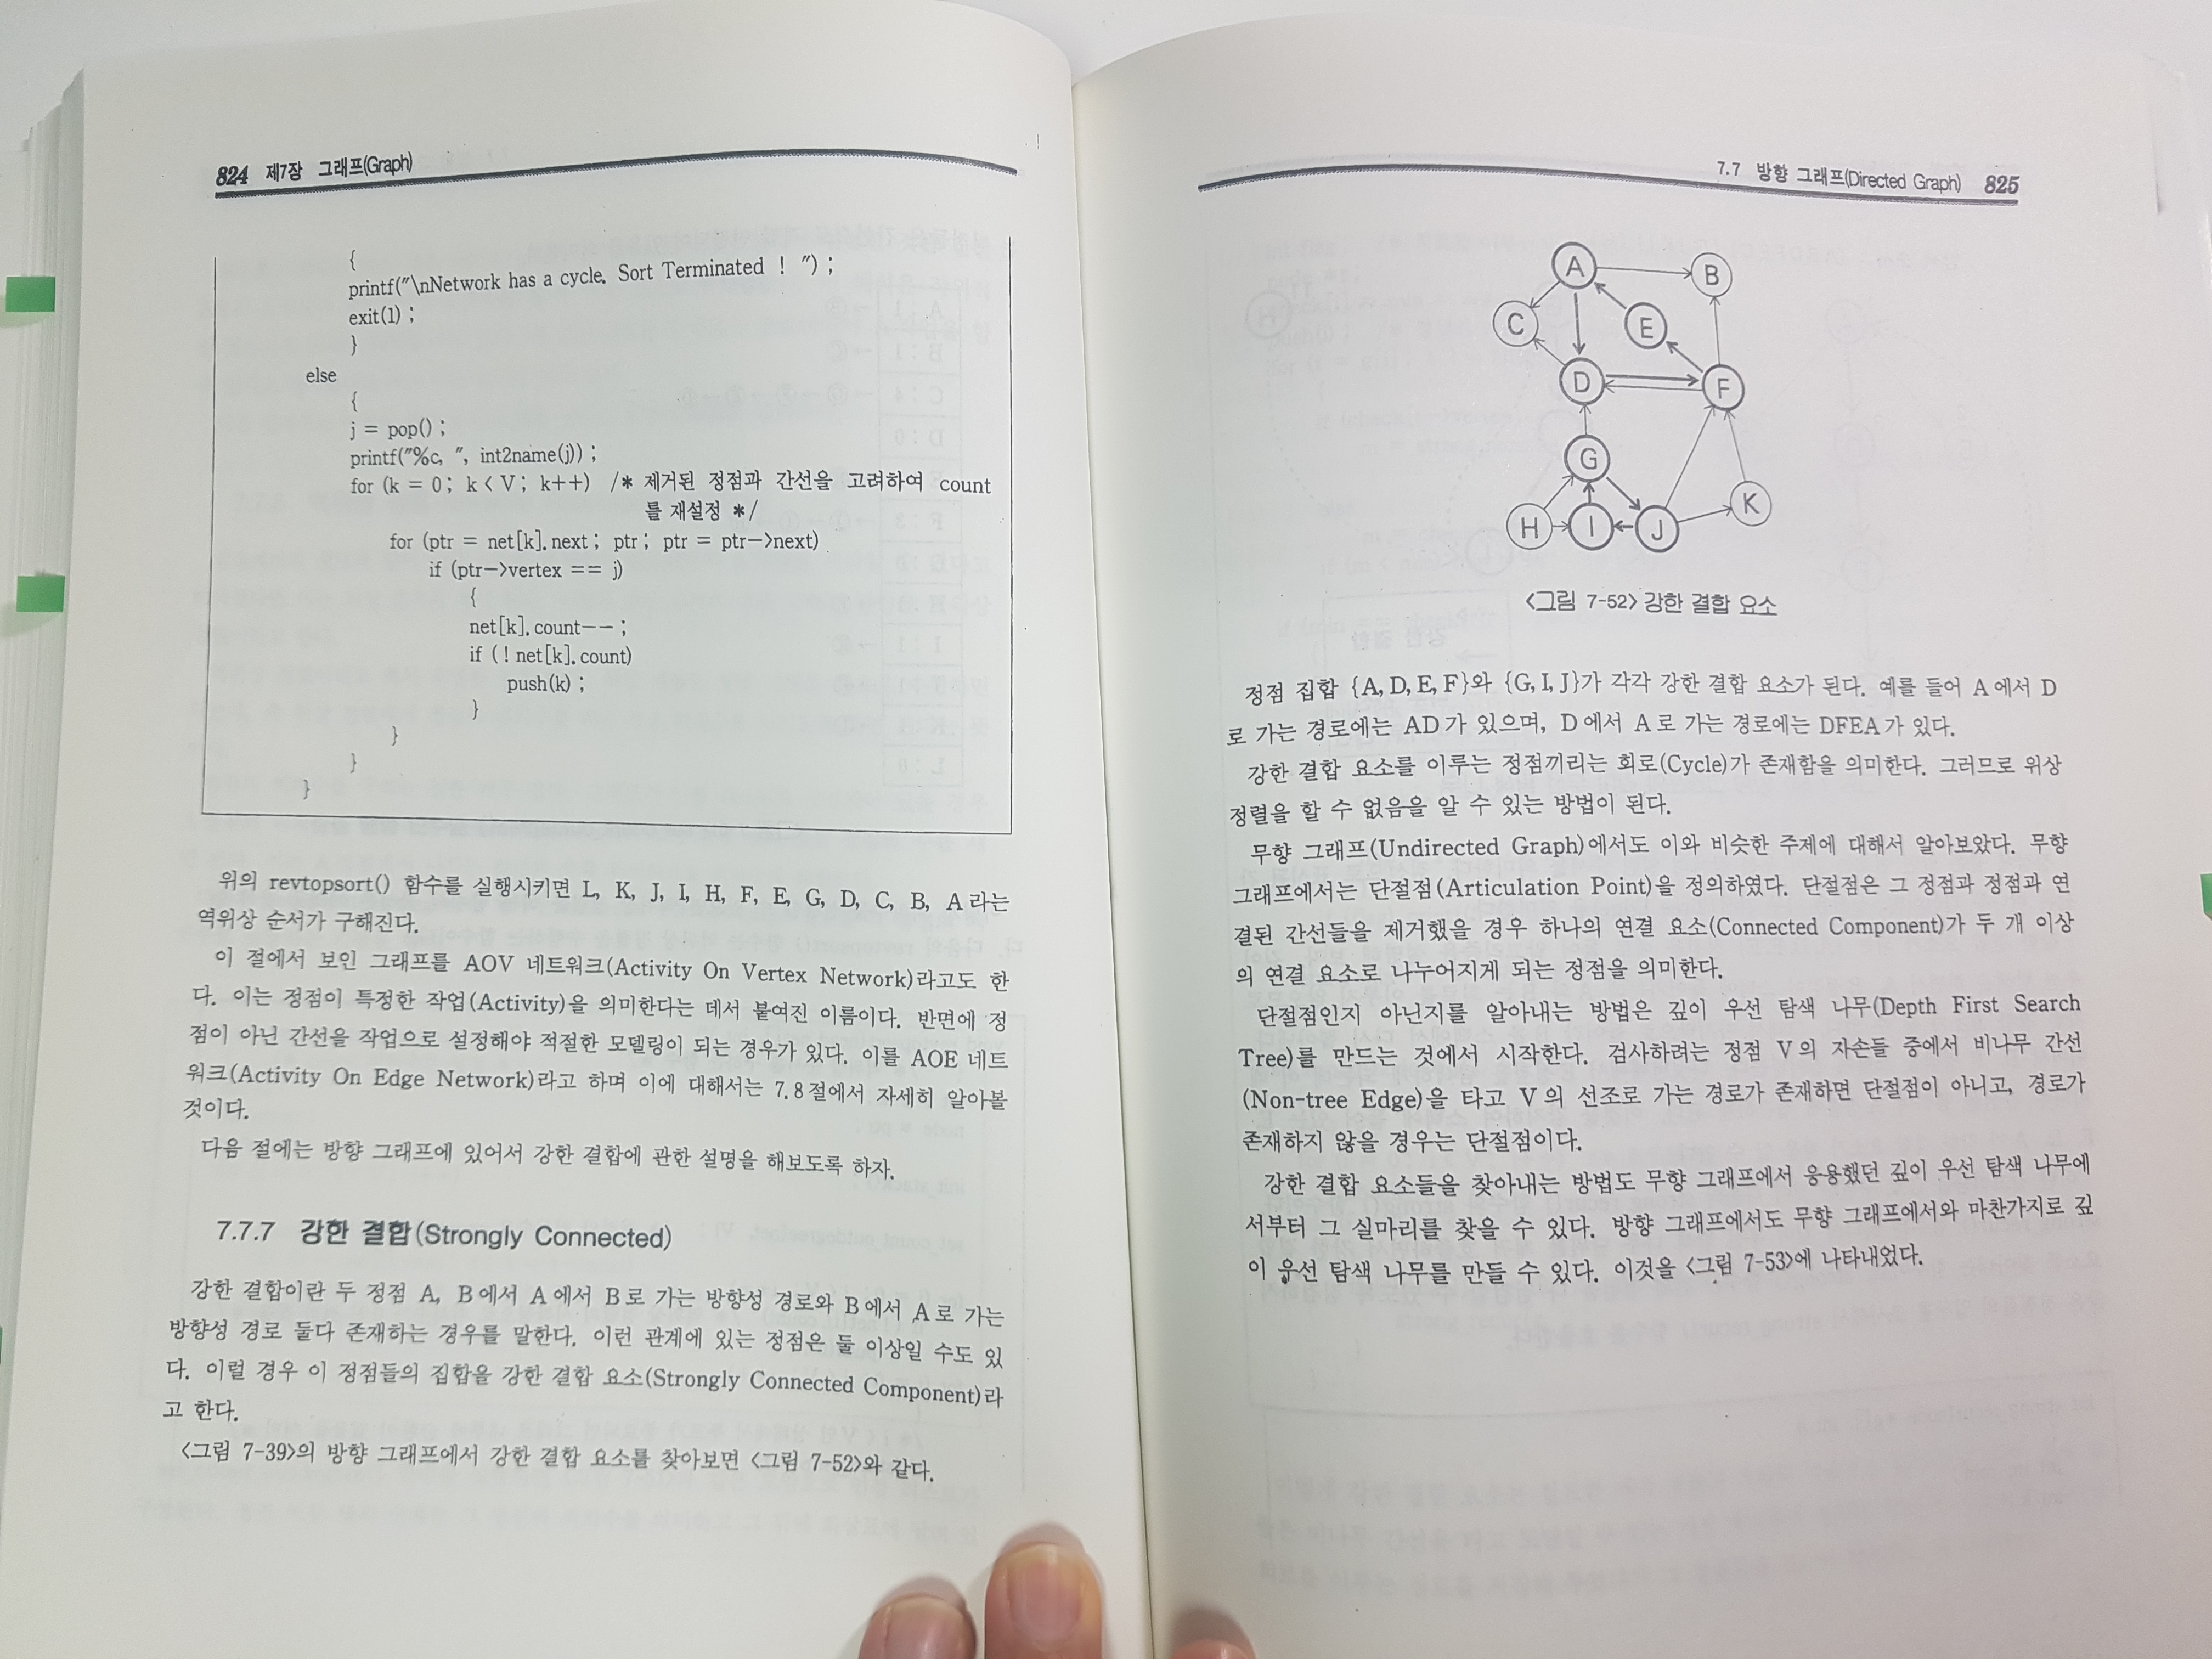 824 제7장 그래프(Graph)
{
printf("\nNetwork has a cycle. Sort Terminated ! ") ;
exit(1) ;
}
else
{
j = pop() ;
printf("%c, ", int2name(j)) ;
for (k = 0 ; k < V ; k++) /* 제거된 정점과 간선을 고려하여 count
를 재설정 */
for (ptr = net[k].next ; ptr ; ptr = ptr->next)
if (ptr->vertex == j)
{
net[k].count-- ;
if ( ! net[k].count)
push(k) ;
}
}
}
}
위의 revtopsort() 함수를 실행시키면 L, K, J, I, H, F, E, G, D, C, B, A라는
역위상 순서가 구해진다.
이 절에서 보인 그래프를 AOV 네트워크(Activity On Vertex Network)라고도 한
다. 이는 정점이 특정한 작업(Activity)을 의미한다는 데서 붙여진 이름이다. 반면에 정
점이 아닌 간선을 작업으로 설정해야 적절한 모델링이 되는 경우가 있다. 이를 AOE 네트
워크(Activity On Edge Network)라고 하며 이에 대해서는 7.8절에서 자세히 알아볼
것이다.
다음 절에는 방향 그래프에 있어서 강한 결합에 관한 설명을 해보도록 하자.
7.7.7 강한 결합(Strongly Connected)
강한 결합이란 두 정점 A, B에서 A에서 B로 가는 방향성 경로와 B에서 A로 가는
방향성 경로 둘다 존재하는 경우를 말한다. 이런 관계에 있는 정점은 둘 이상일 수도 있
다. 이럴 경우 이 정점들의 집합을 강한 결합 요소(Strongly Connected Component)라
고 한다.
<그림 7-39>의 방향 그래프에서 강한 결합 요소를 찾아보면 <그림 7-52>와 같다.
7.7 방향 그래프(Directed Graph) 825
A B
C E
D F
G
H I J K
<그림 7-52> 강한 결합 요소
정점 집합 {A, D, E, F}와 {G, I, J}가 각각 강한 결합 요소가 된다. 예를 들어 A에서 D
로 가는 경로에는 AD가 있으며, D에서 A로 가는 경로에는 DFEA가 있다.
강한 결합 요소를 이루는 정점끼리는 회로(Cycle)가 존재함을 의미한다. 그러므로 위상
정렬을 할 수 없음을 알 수 있는 방법이 된다.
무향 그래프(Undirected Graph)에서도 이와 비슷한 주제에 대해서 알아보았다. 무향
그래프에서는 단절점(Articulation Point)을 정의하였다. 단절점은 그 정점과 정점과 연
결된 간선들을 제거했을 경우 하나의 연결 요소(Connected Component)가 두 개 이상
의 연결 요소로 나누어지게 되는 정점을 의미한다.
단절점인지 아닌지를 알아내는 방법은 깊이 우선 탐색 나무(Depth First Search
Tree)를 만드는 것에서 시작한다. 검사하려는 정점 V의 자손들 중에서 비나무 간선
(Non-tree Edge)을 타고 V의 선조로 가는 경로가 존재하면 단절점이 아니고, 경로가
존재하지 않을 경우는 단절점이다.
강한 결합 요소들을 찾아내는 방법도 무향 그래프에서 응용했던 깊이 우선 탐색 나무에
서부터 그 실마리를 찾을 수 있다. 방향 그래프에서도 무향 그래프에서와 마찬가지로 깊
이 우선 탐색 나무를 만들 수 있다. 이것을 <그림 7-53>에 나타내었다.